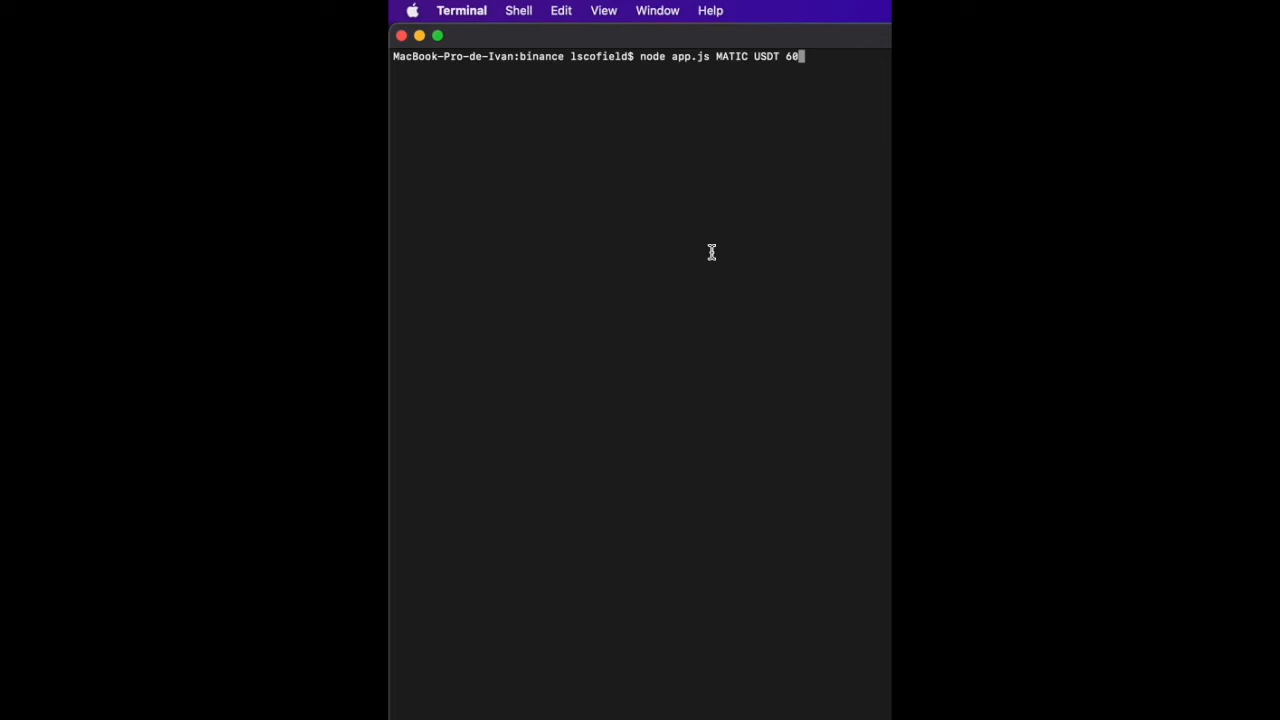 Terminal Shell Edit View Window Help
MacBook-Pro-de-Ivan:binance lscofield$ node app.js MATIC USDT 60